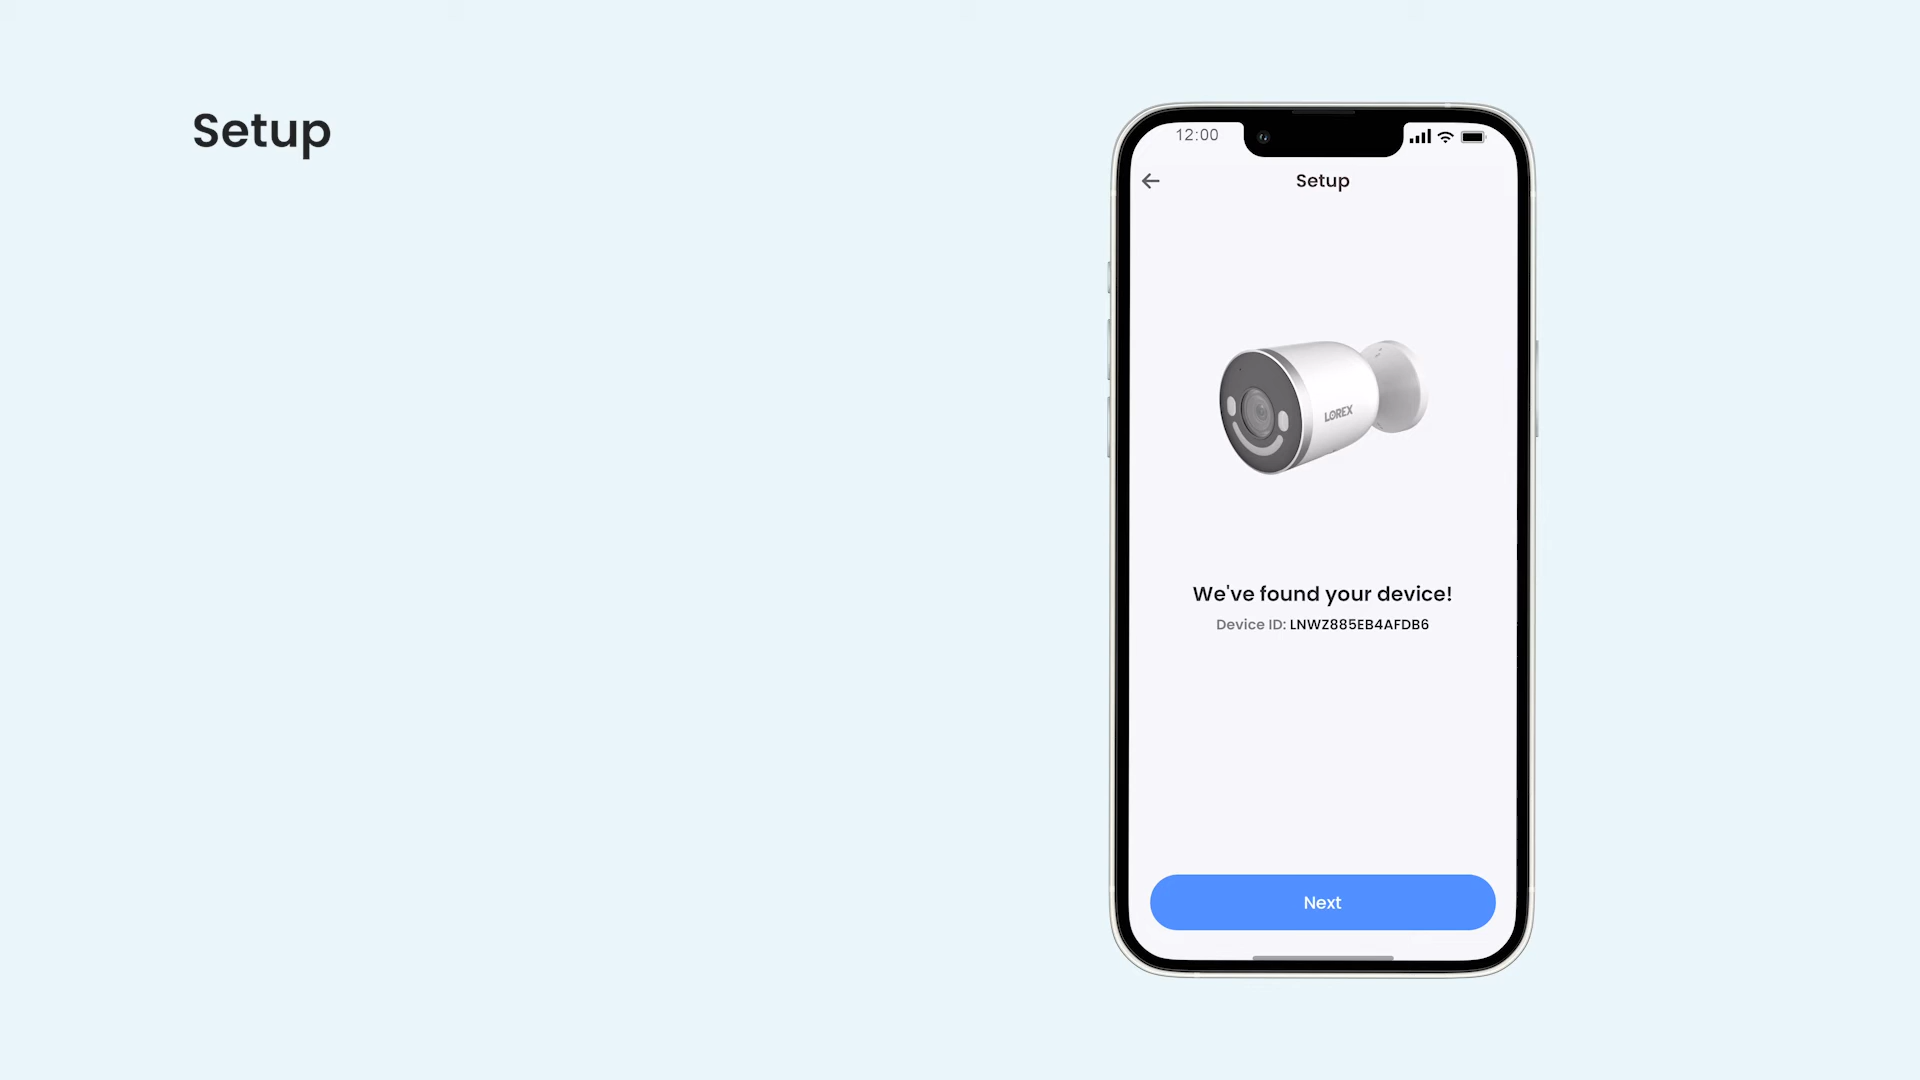 Setup
12:00
Setup
LOREX
We've found your device!
Device ID: LNWZ885EB4AFDB6
Next